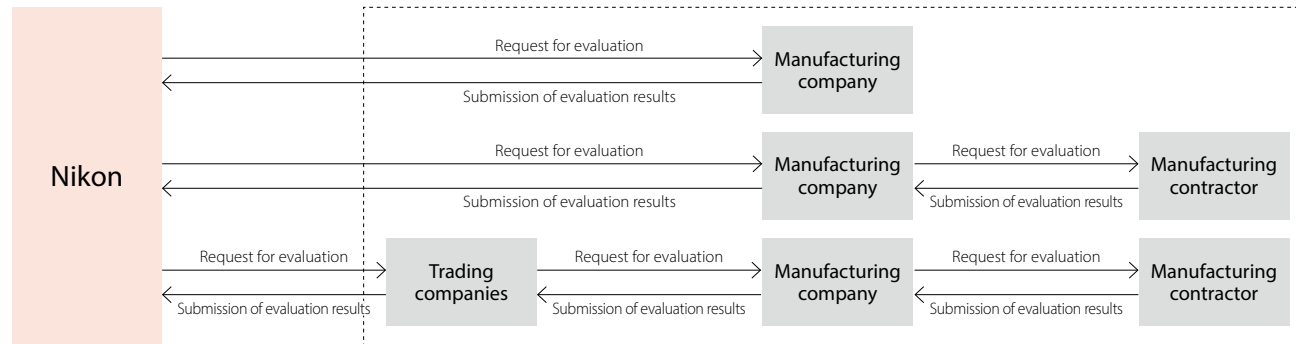 Nikon
Request for evaluation
Submission of evaluation results
Manufacturing
company
Request for evaluation
Submission of evaluation results
Manufacturing
company
Request for evaluation
Submission of evaluation results
Manufacturing
contractor
Request for evaluation
Submission of evaluation results
Trading
companies
Request for evaluation
Submission of evaluation results
Manufacturing
company
Request for evaluation
Submission of evaluation results
Manufacturing
contractor